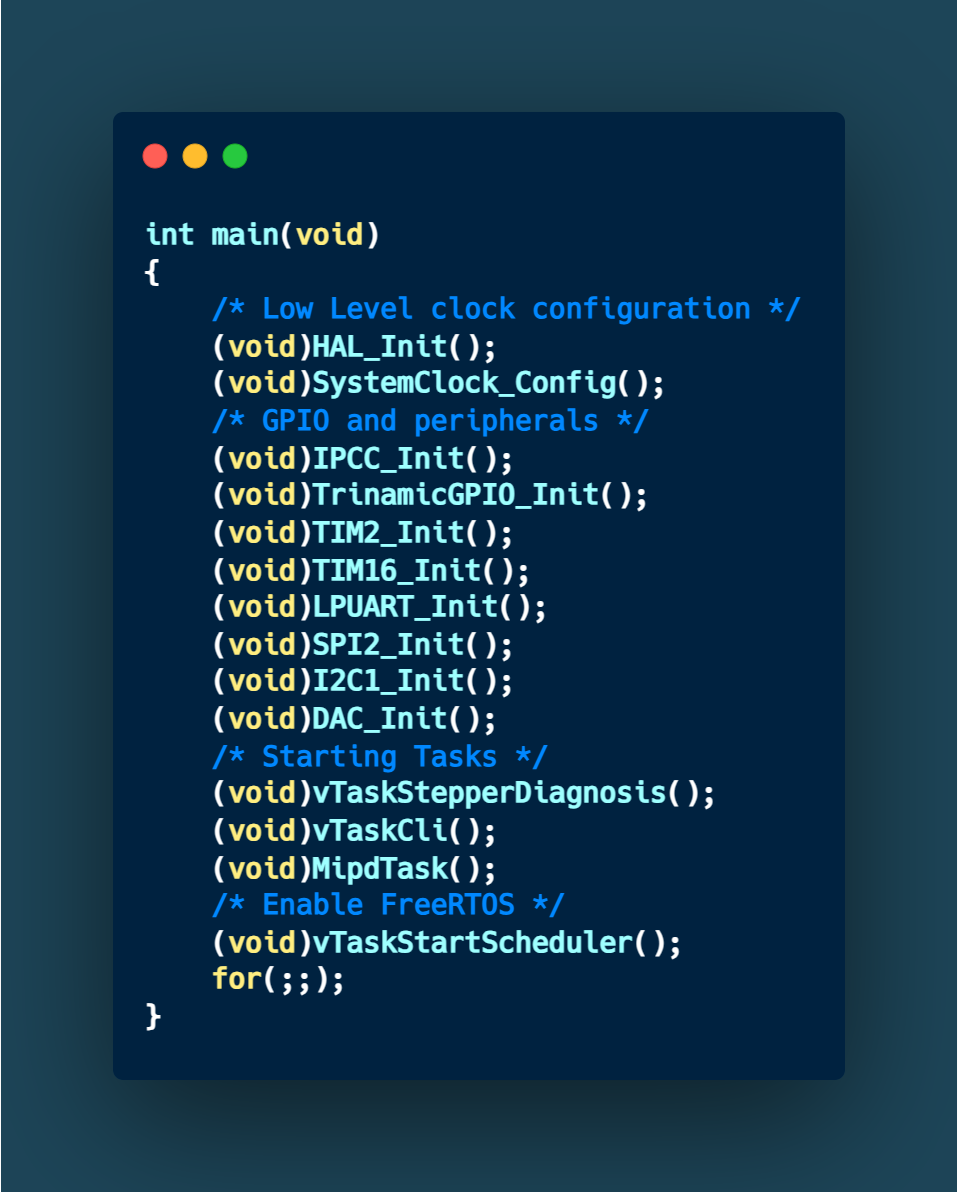 int main(void)
{
    /* Low Level clock configuration */
    (void)HAL_Init();
    (void)SystemClock_Config();
    /* GPIO and peripherals */
    (void)IPCC_Init();
    (void)TrinamicGPIO_Init();
    (void)TIM2_Init();
    (void)TIM16_Init();
    (void)LPUART_Init();
    (void)SPI2_Init();
    (void)I2C1_Init();
    (void)DAC_Init();
    /* Starting Tasks */
    (void)vTaskStepperDiagnosis();
    (void)vTaskCli();
    (void)MipdTask();
    /* Enable FreeRTOS */
    (void)vTaskStartScheduler();
    for(;;);
}